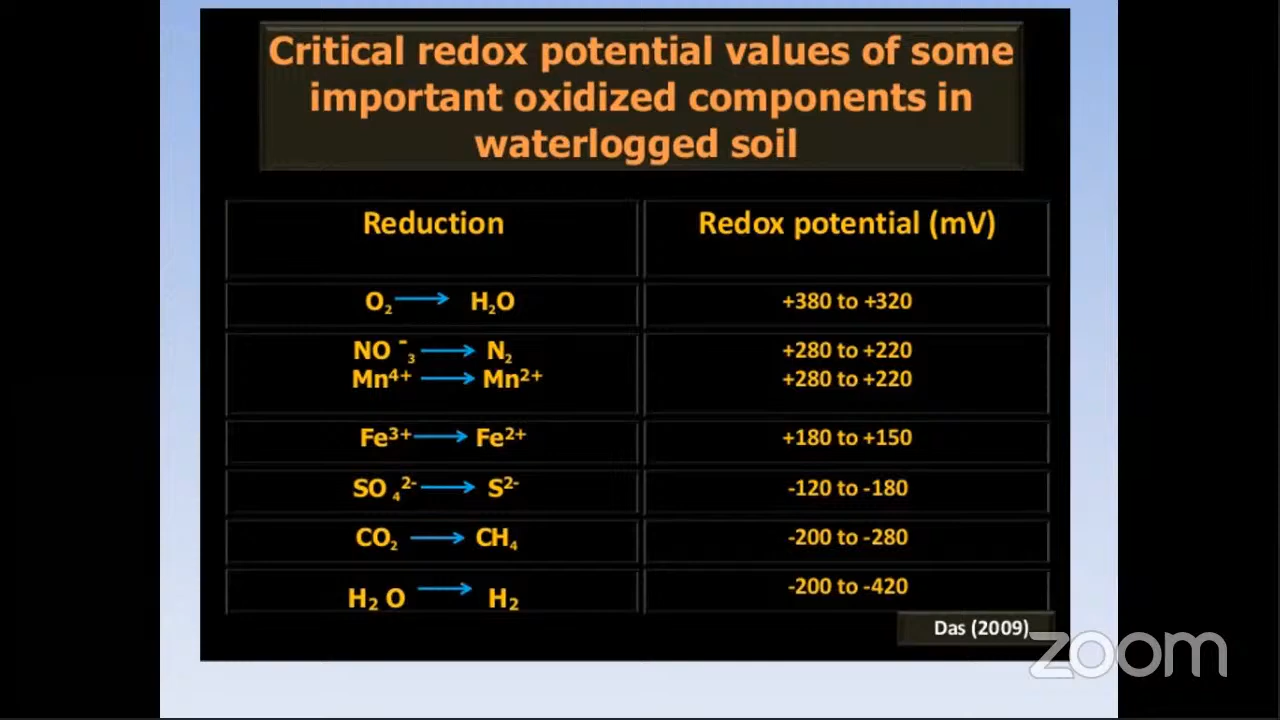 Critical redox potential values of some
important oxidized components in
waterlogged soil
Reduction Redox potential (mV)
O₂ → H₂O +380 to +320
NO⁻₃ → N₂ +280 to +220
Mn⁴⁺ → Mn²⁺ +280 to +220
Fe³⁺ → Fe²⁺ +180 to +150
SO₄²⁻ → S²⁻ -120 to -180
CO₂ → CH₄ -200 to -280
H₂ O → H₂ -200 to -420
Das (2009)
zoom